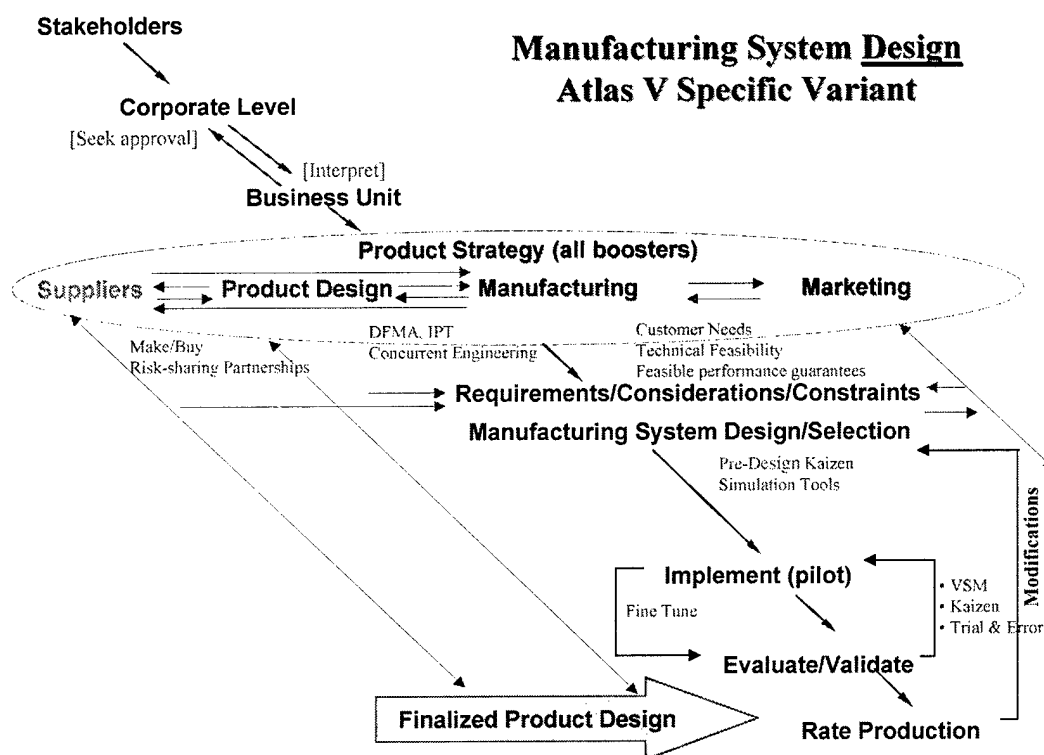 Stakeholders
Manufacturing System Design
Atlas V Specific Variant
Corporate Level
[Seek approval]
[Interpret]
Business Unit
Product Strategy (all boosters)
Suppliers
Product Design
Manufacturing
Marketing
Make/Buy
Risk-sharing Partnerships
DFMA, IPT
Concurrent Engineering
Customer Needs
Technical Feasibility
Feasible performance guarantees
Requirements/Considerations/Constraints
Manufacturing System Design/Selection
Pre-Design Kaizen
Simulation Tools
Modifications
Implement (pilot)
Fine Tune
• VSM
• Kaizen
• Trial & Error
Evaluate/Validate
Finalized Product Design
Rate Production